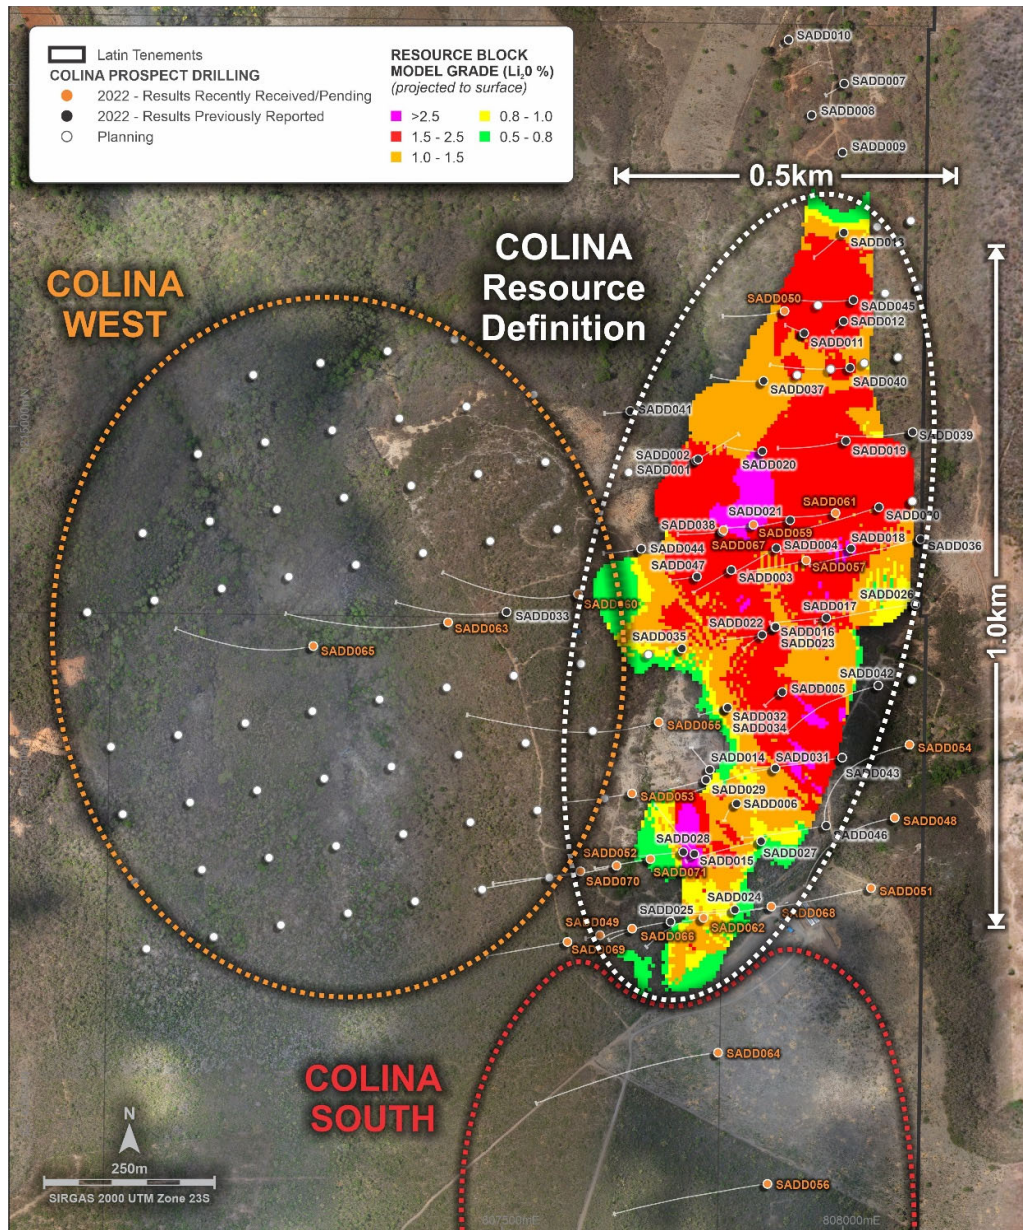 Latin Tenements
COLINA PROSPECT DRILLING
2022 - Results Recently Received/Pending
2022 - Results Previously Reported
Planning
RESOURCE BLOCK
MODEL GRADE (Li₂0 %)
(projected to surface)
>2.5
1.5 - 2.5
1.0 - 1.5
0.8 - 1.0
0.5 - 0.8
SADD010
SADD007
SADD008
SADD009
0.5km
COLINA
Resource
Definition
COLINA
WEST
SADD013
SADD050
SADD045
SADD012
SADD011
SADD040
SADD037
SADD041
SADD039
SADD019
SADD002
SADD001
SADD020
SADD061
SADD021
SADD038
SADD059
SADD067
SADD004
SADD018
SADD036
SADD044
SADD057
SADD047
SADD003
SADD026
SADD017
SADD060
SADD033
SADD063
SADD065
SADD022
SADD016
SADD023
SADD035
1.0km
SADD042
SADD005
SADD032
SADD034
SADD055
SADD054
SADD014
SADD031
SADD043
SADD029
SADD053
SADD006
SADD048
SADD046
SADD028
SADD027
SADD052
SADD015
SADD071
SADD070
SADD051
SADD024
SADD068
SADD025
SADD049
SADD062
SADD066
SADD069
SADD064
COLINA
SOUTH
SADD056
N
250m
SIRGAS 2000 UTM Zone 23S
807500mE
808000mE